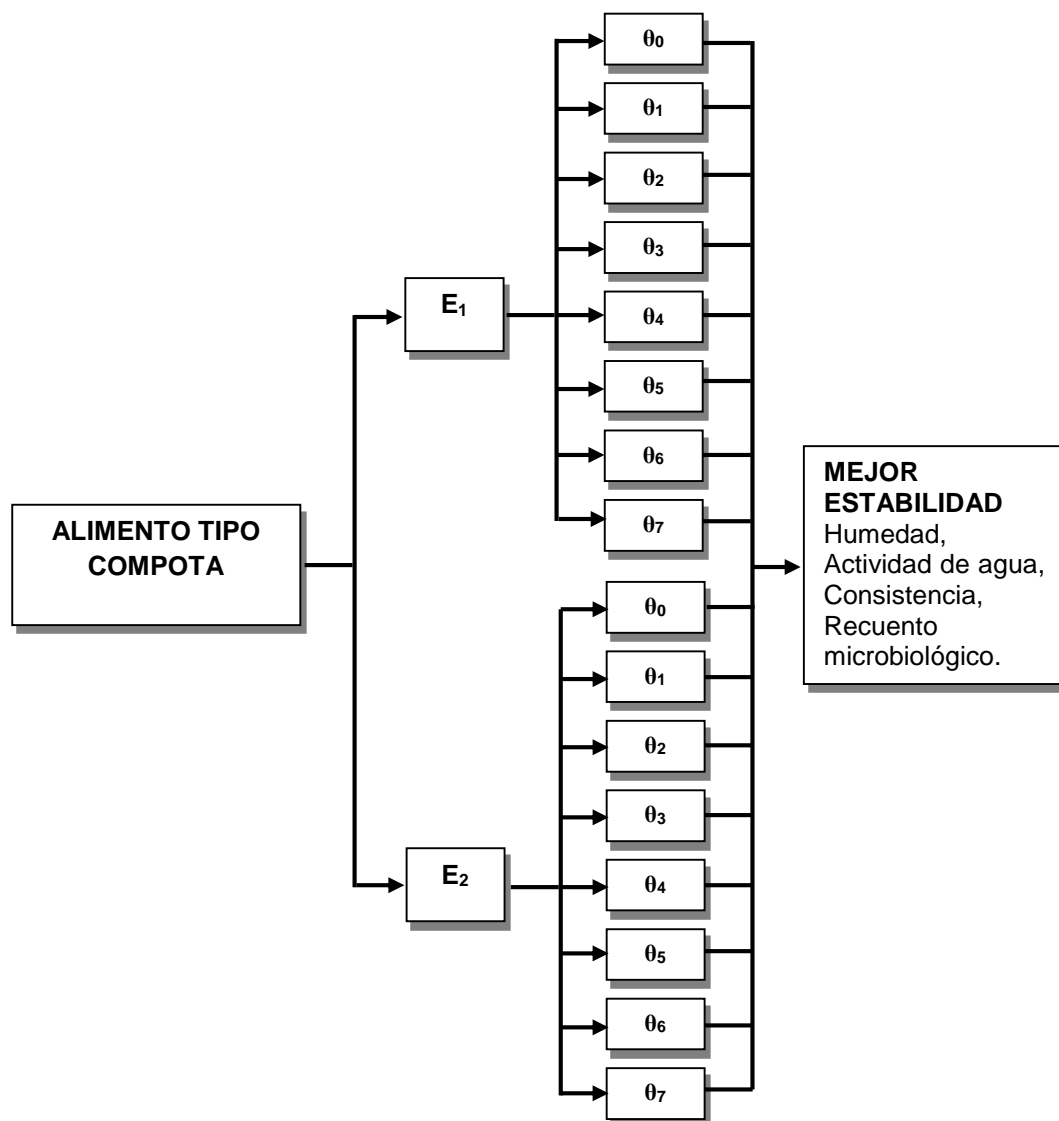 θ₀
θ₁
θ₂
θ₃
E₁
θ₄
θ₅
θ₆
θ₇
ALIMENTO TIPO
COMPOTA
MEJOR
ESTABILIDAD
Humedad,
Actividad de agua,
Consistencia,
Recuento
microbiológico.
θ₀
θ₁
θ₂
θ₃
E₂
θ₄
θ₅
θ₆
θ₇